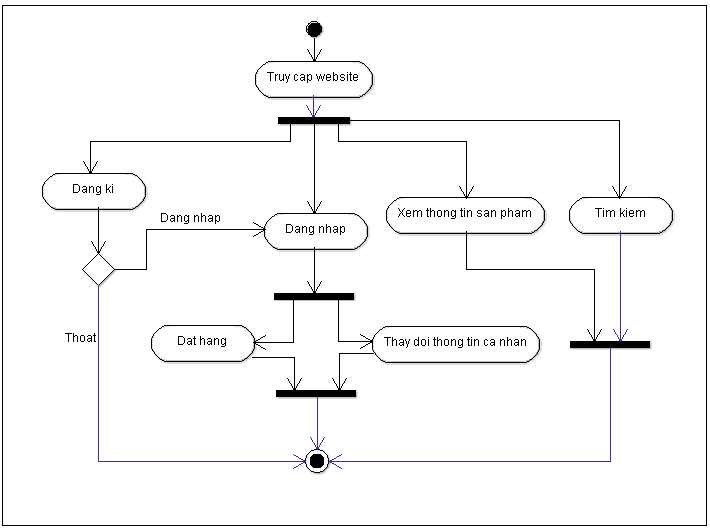 Truy cap website
Dang ki
Dang nhap
Dang nhap
Xem thong tin san pham
Tim kiem
Thoat
Dat hang
Thay doi thong tin ca nhan